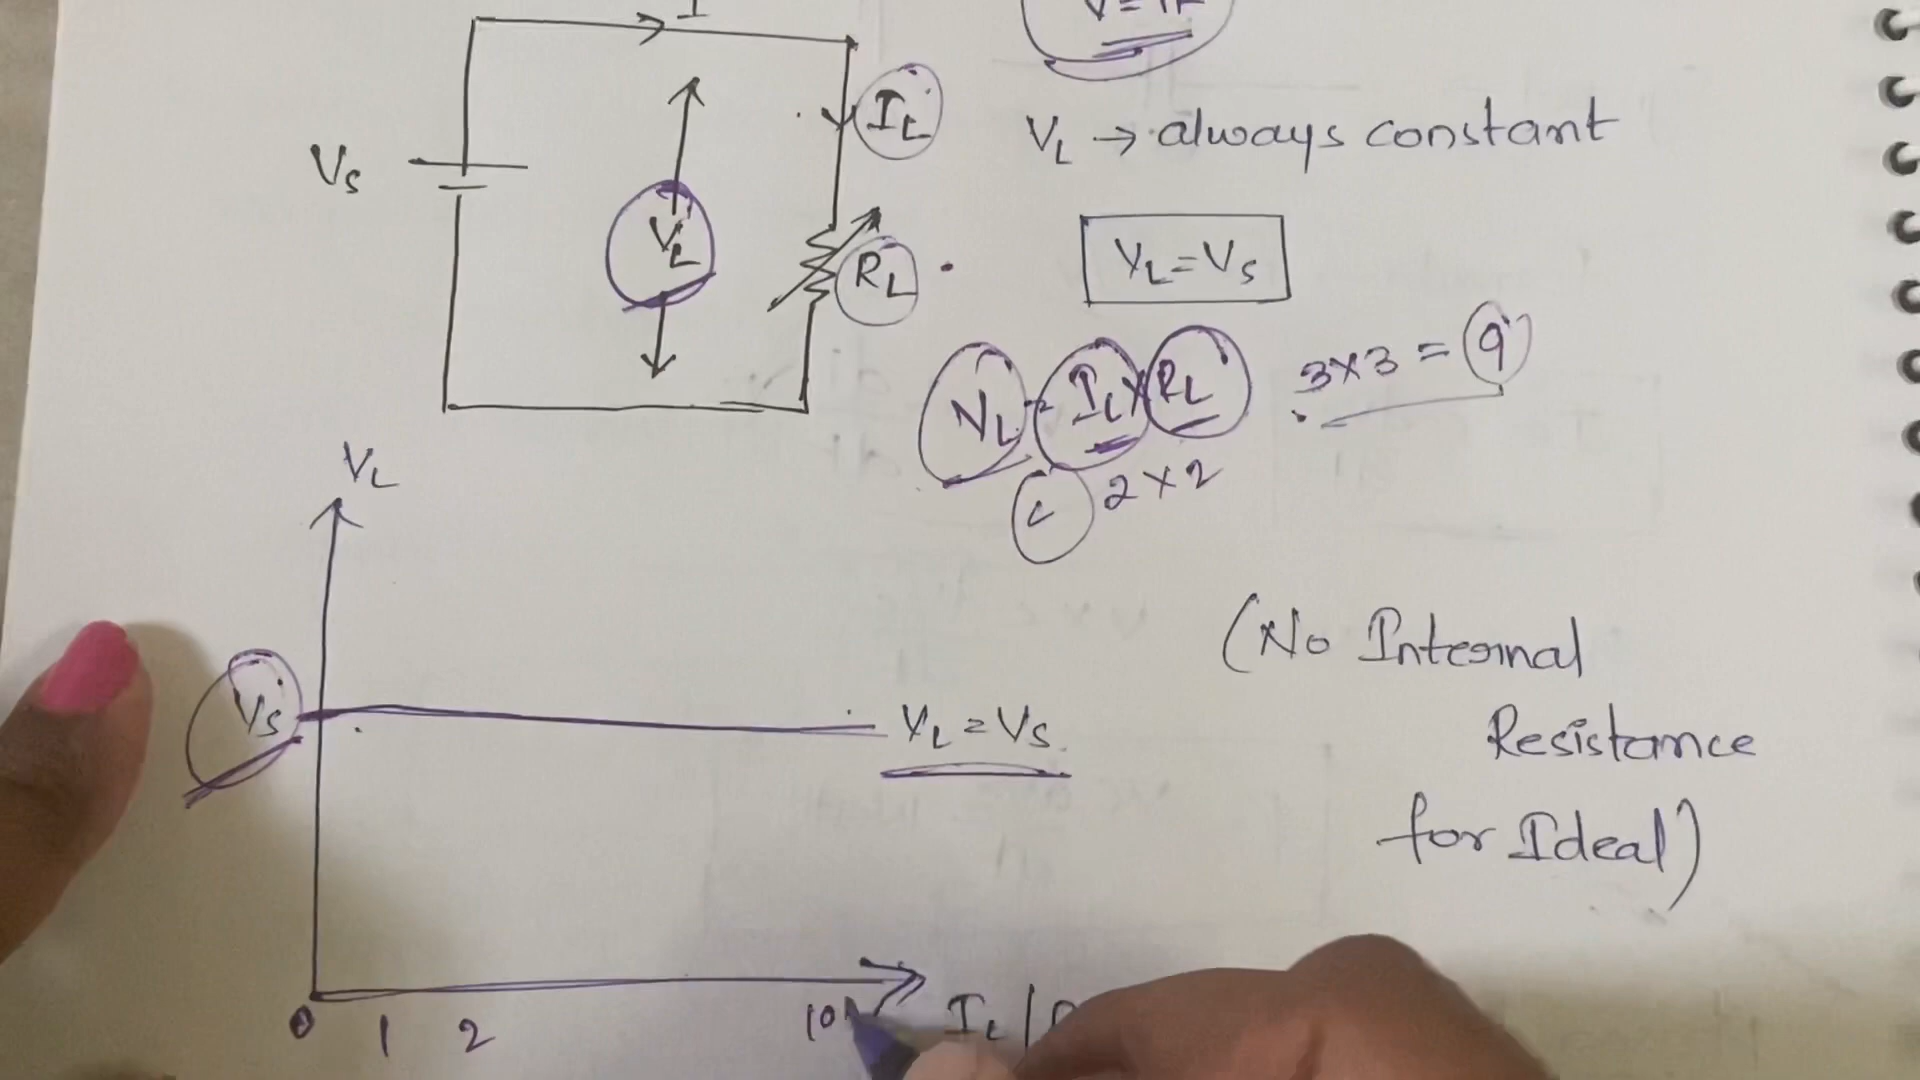 I
V=IR
IL
VL → always constant
VS
VL
RL
VL=VS
VL = IL×RL
3×3 = 9
2×2
VL
VS
VL=VS
(No Internal
Resistance
for Ideal)
0 1 2
IL/